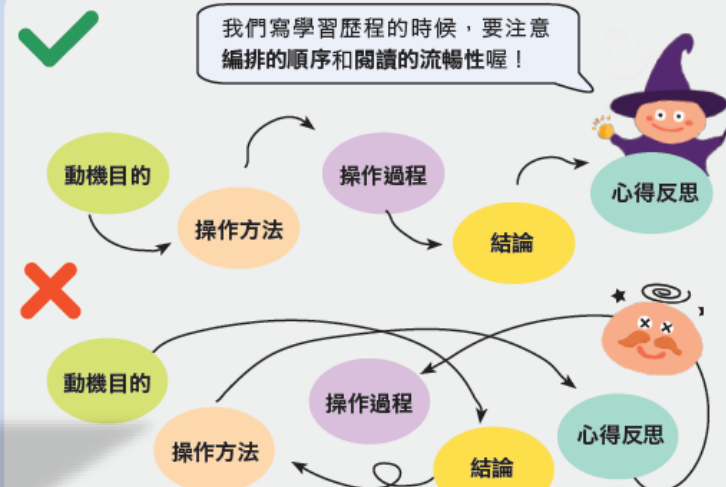 我們寫學習歷程的時候，要注意
編排的順序和閱讀的流暢性喔！
動機目的
操作方法
操作過程
結論
心得反思
動機目的
操作方法
操作過程
結論
心得反思